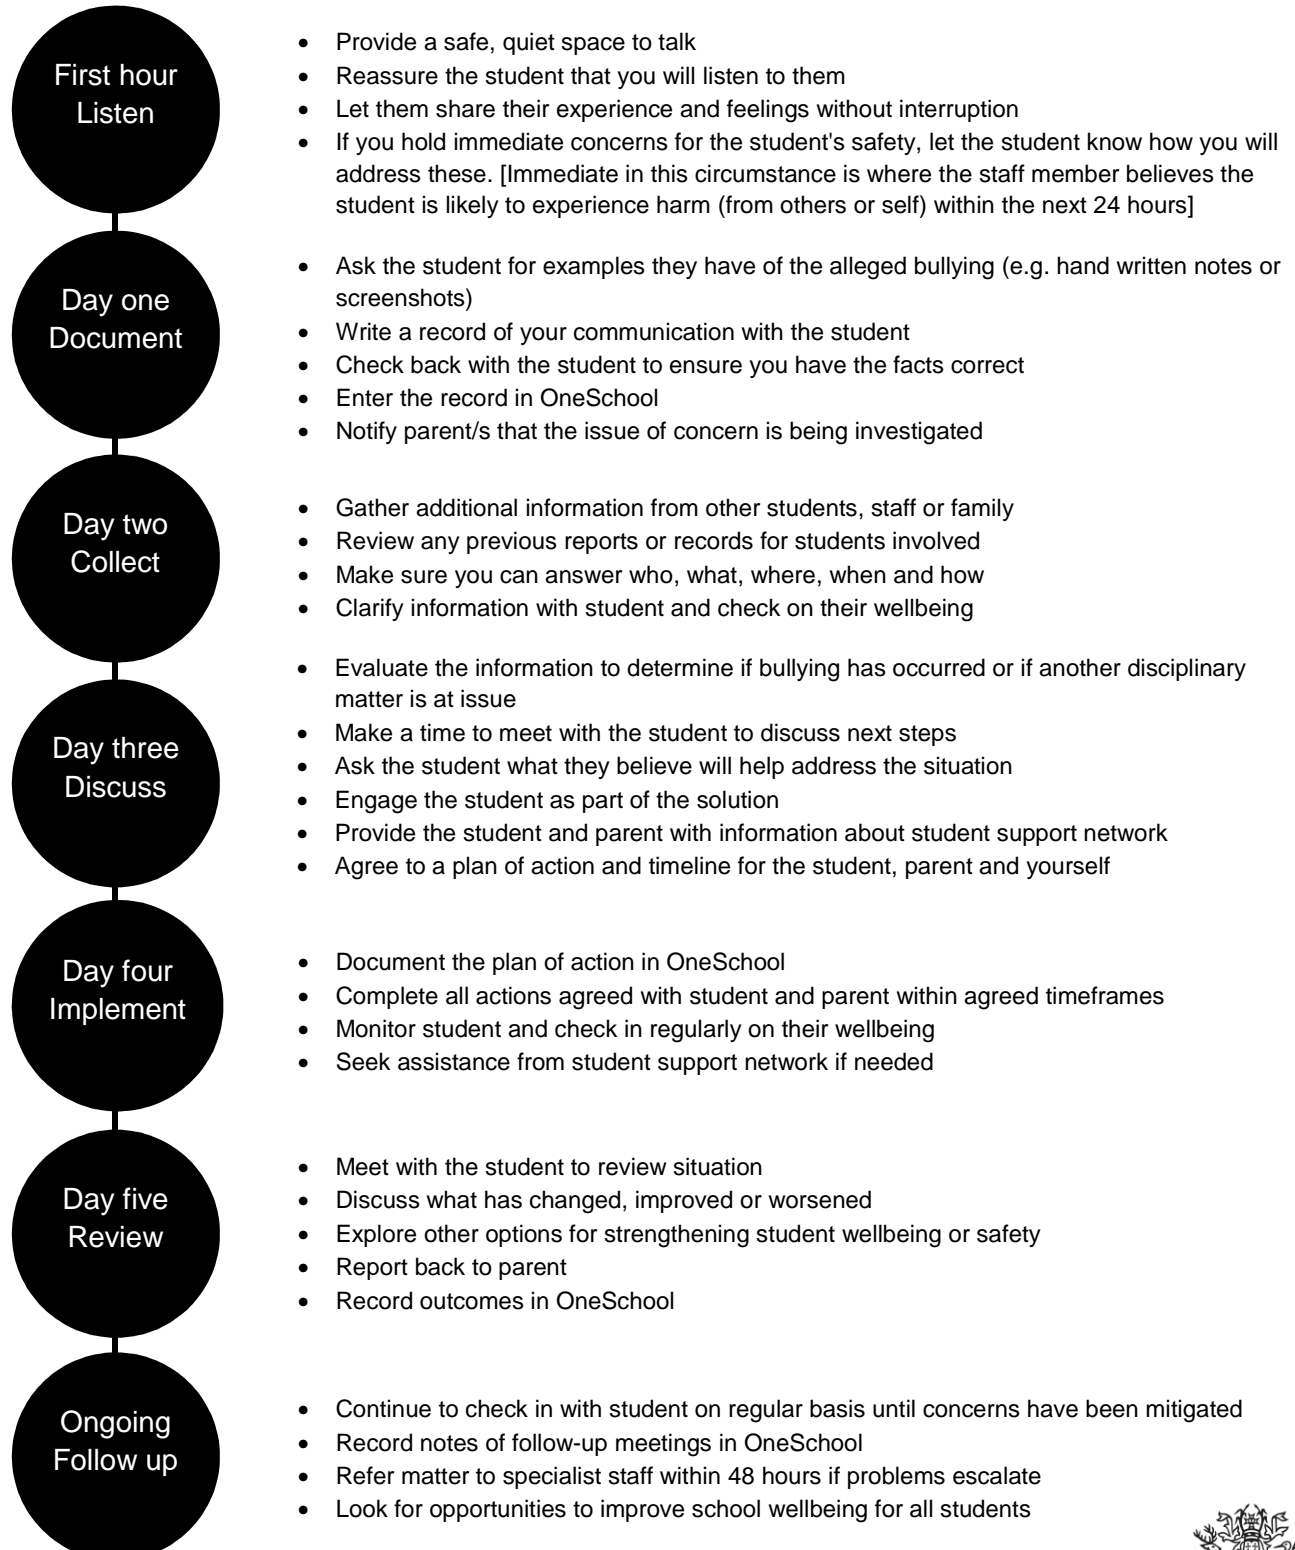 First hour
Listen
• Provide a safe, quiet space to talk
• Reassure the student that you will listen to them
• Let them share their experience and feelings without interruption
• If you hold immediate concerns for the student's safety, let the student know how you will
address these. [Immediate in this circumstance is where the staff member believes the
student is likely to experience harm (from others or self) within the next 24 hours]
Day one
Document
• Ask the student for examples they have of the alleged bullying (e.g. hand written notes or
screenshots)
• Write a record of your communication with the student
• Check back with the student to ensure you have the facts correct
• Enter the record in OneSchool
• Notify parent/s that the issue of concern is being investigated
Day two
Collect
• Gather additional information from other students, staff or family
• Review any previous reports or records for students involved
• Make sure you can answer who, what, where, when and how
• Clarify information with student and check on their wellbeing
Day three
Discuss
• Evaluate the information to determine if bullying has occurred or if another disciplinary
matter is at issue
• Make a time to meet with the student to discuss next steps
• Ask the student what they believe will help address the situation
• Engage the student as part of the solution
• Provide the student and parent with information about student support network
• Agree to a plan of action and timeline for the student, parent and yourself
Day four
Implement
• Document the plan of action in OneSchool
• Complete all actions agreed with student and parent within agreed timeframes
• Monitor student and check in regularly on their wellbeing
• Seek assistance from student support network if needed
Day five
Review
• Meet with the student to review situation
• Discuss what has changed, improved or worsened
• Explore other options for strengthening student wellbeing or safety
• Report back to parent
• Record outcomes in OneSchool
Ongoing
Follow up
• Continue to check in with student on regular basis until concerns have been mitigated
• Record notes of follow-up meetings in OneSchool
• Refer matter to specialist staff within 48 hours if problems escalate
• Look for opportunities to improve school wellbeing for all students